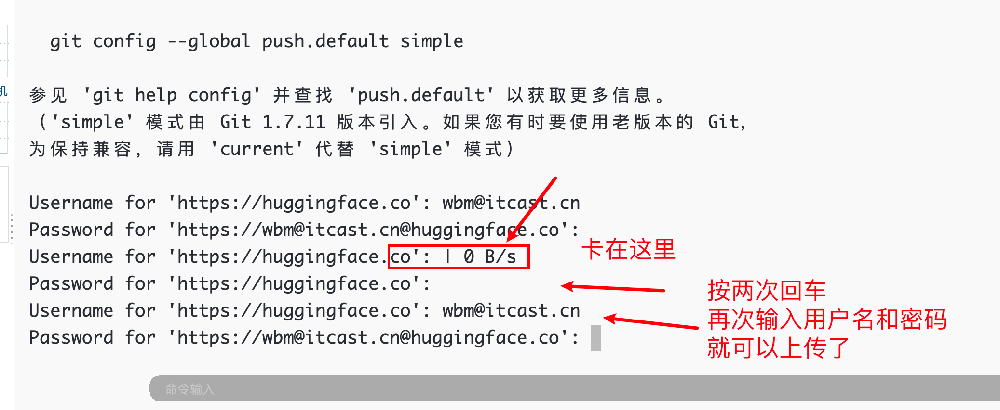 git config --global push.default simple
机
参见 'git help config' 并查找 'push.default' 以获取更多信息。
('simple' 模式由 Git 1.7.11 版本引入。如果您有时要使用老版本的 Git,
为保持兼容, 请用 'current' 代替 'simple' 模式)
Username for 'https://huggingface.co': wbm@itcast.cn
Password for 'https://wbm@itcast.cn@huggingface.co':
Username for 'https://huggingface.co': | 0 B/s
卡在这里
Password for 'https://huggingface.co':
按两次回车
Username for 'https://huggingface.co': wbm@itcast.cn
再次输入用户名和密码
Password for 'https://wbm@itcast.cn@huggingface.co':
就可以上传了
命令输入